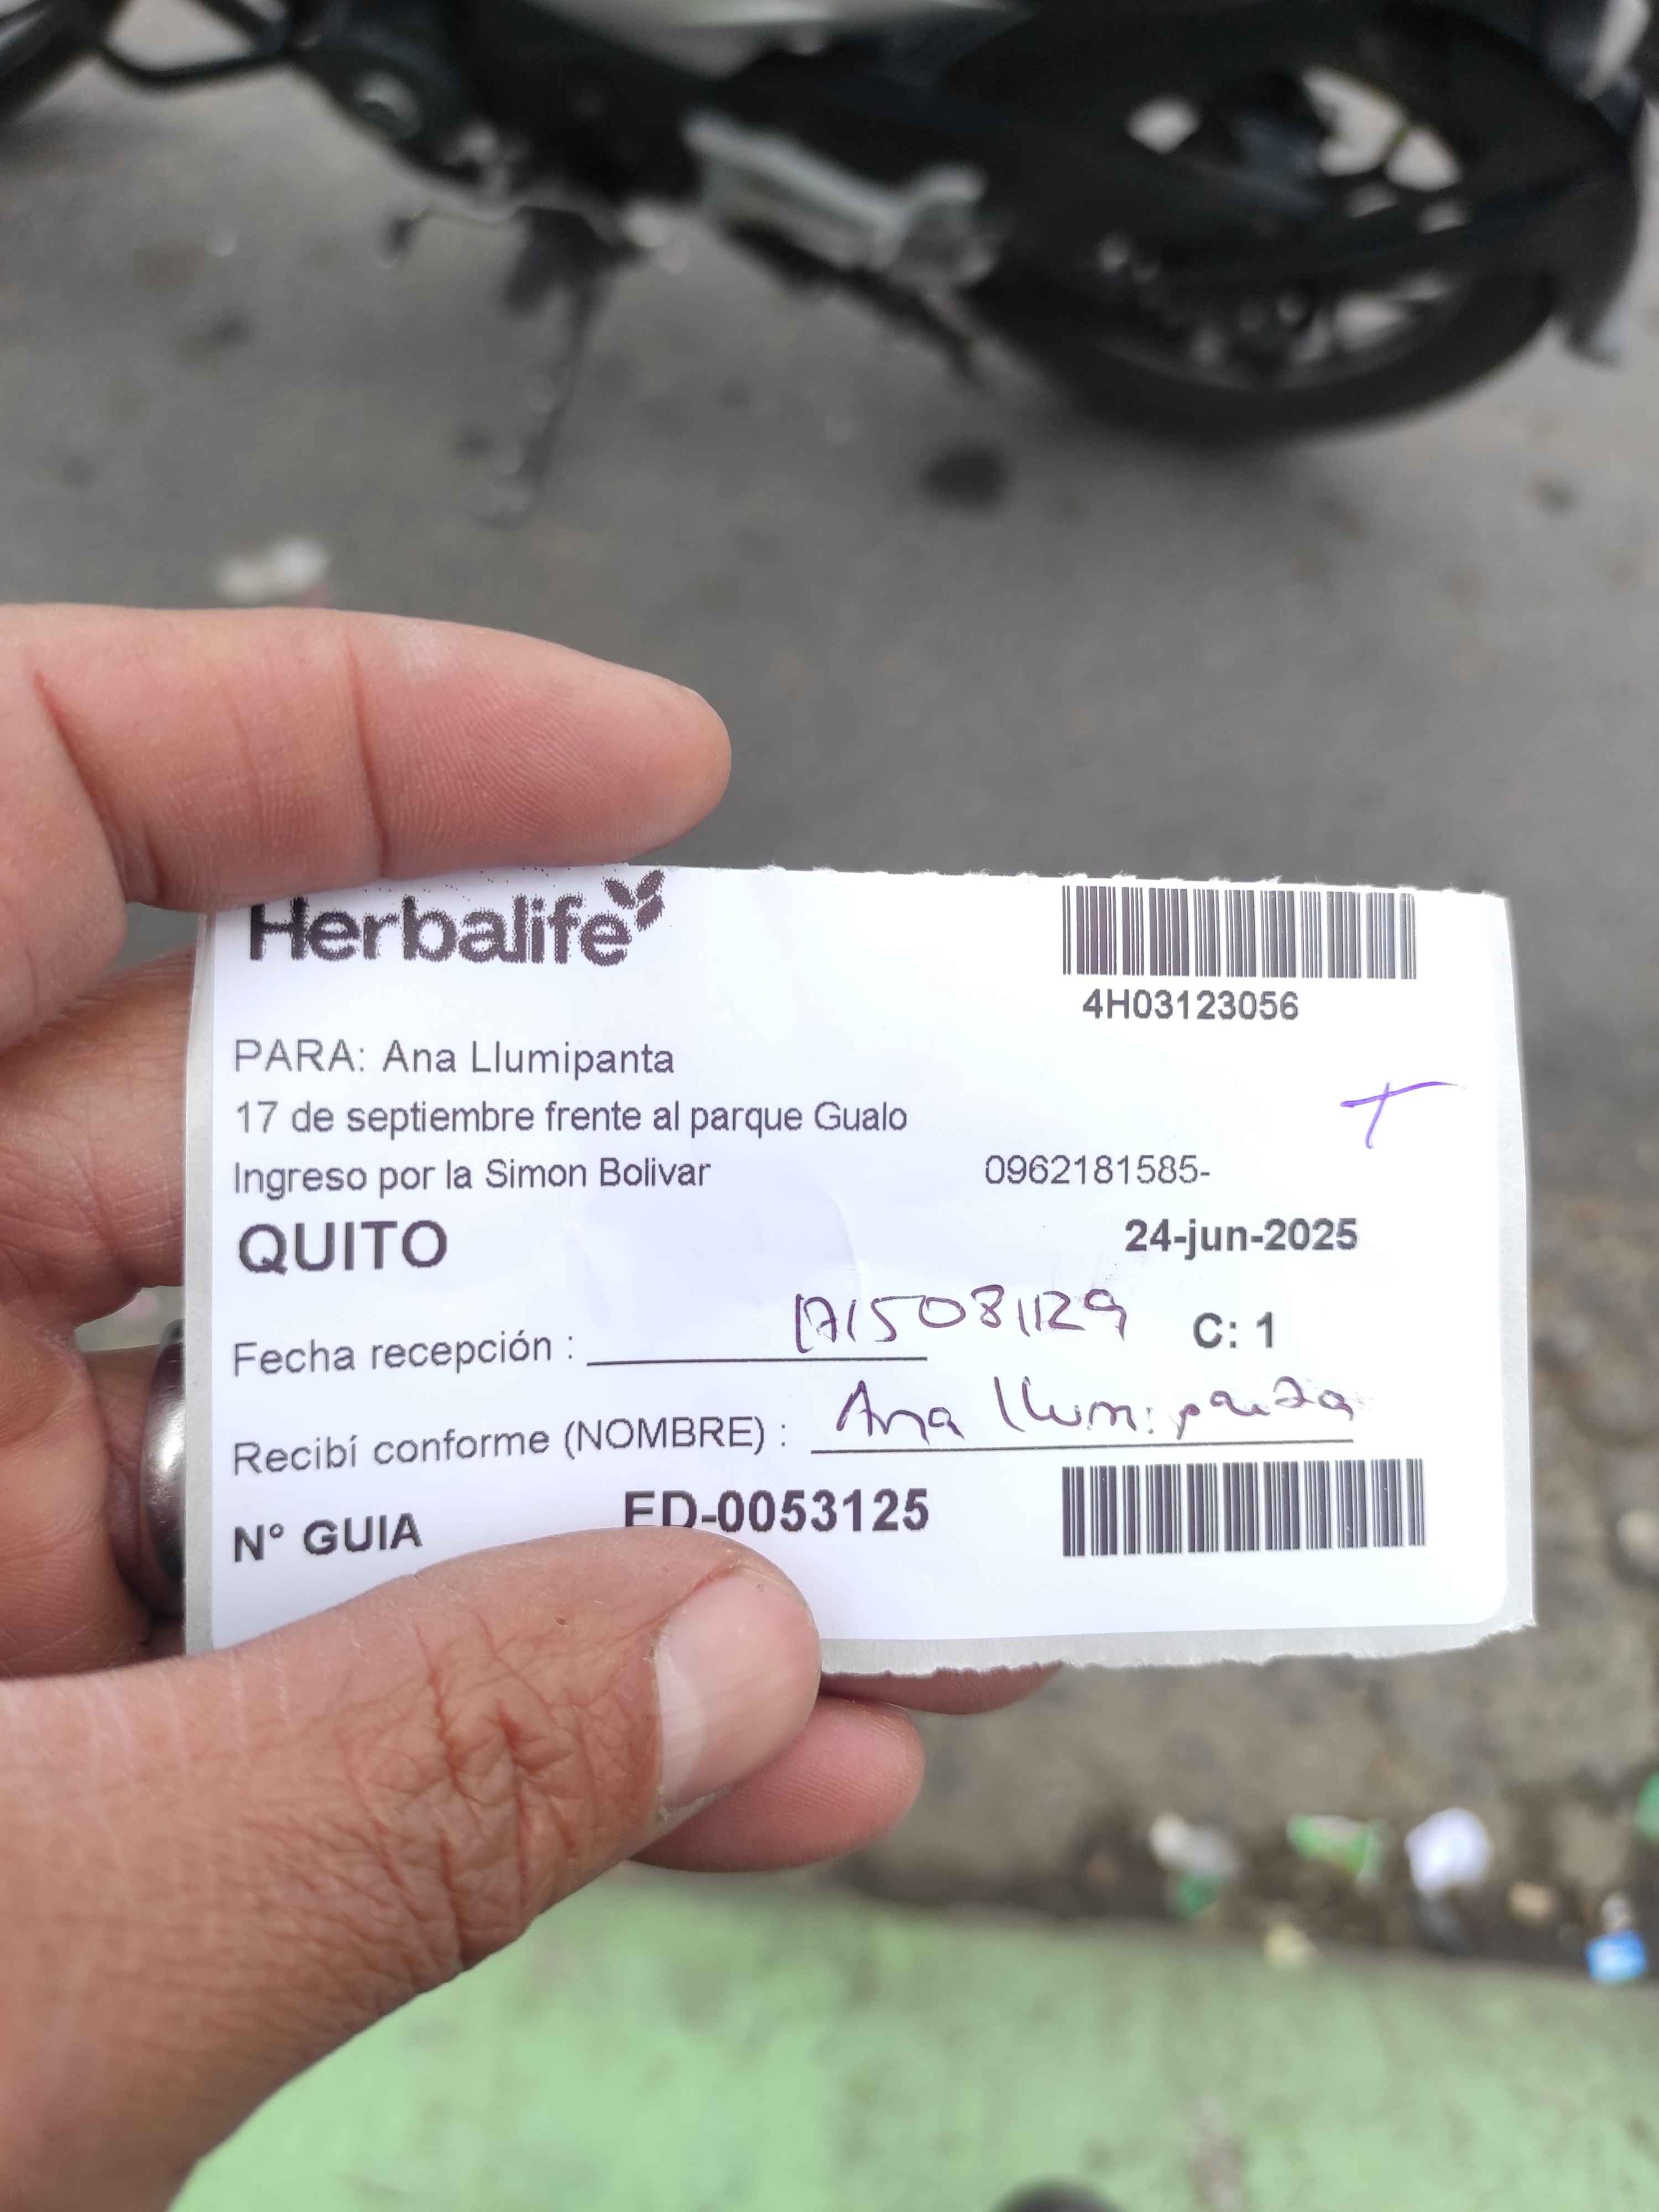 Herbalife
4H03123056
PARA: Ana Llumipanta
17 de septiembre frente al parque Gualo
Ingreso por la Simon Bolivar 0962181585-
QUITO 24-jun-2025
Fecha recepción : C: 1
Recibí conforme (NOMBRE) : Ana Llumipanta
N° GUIA ED-0053125